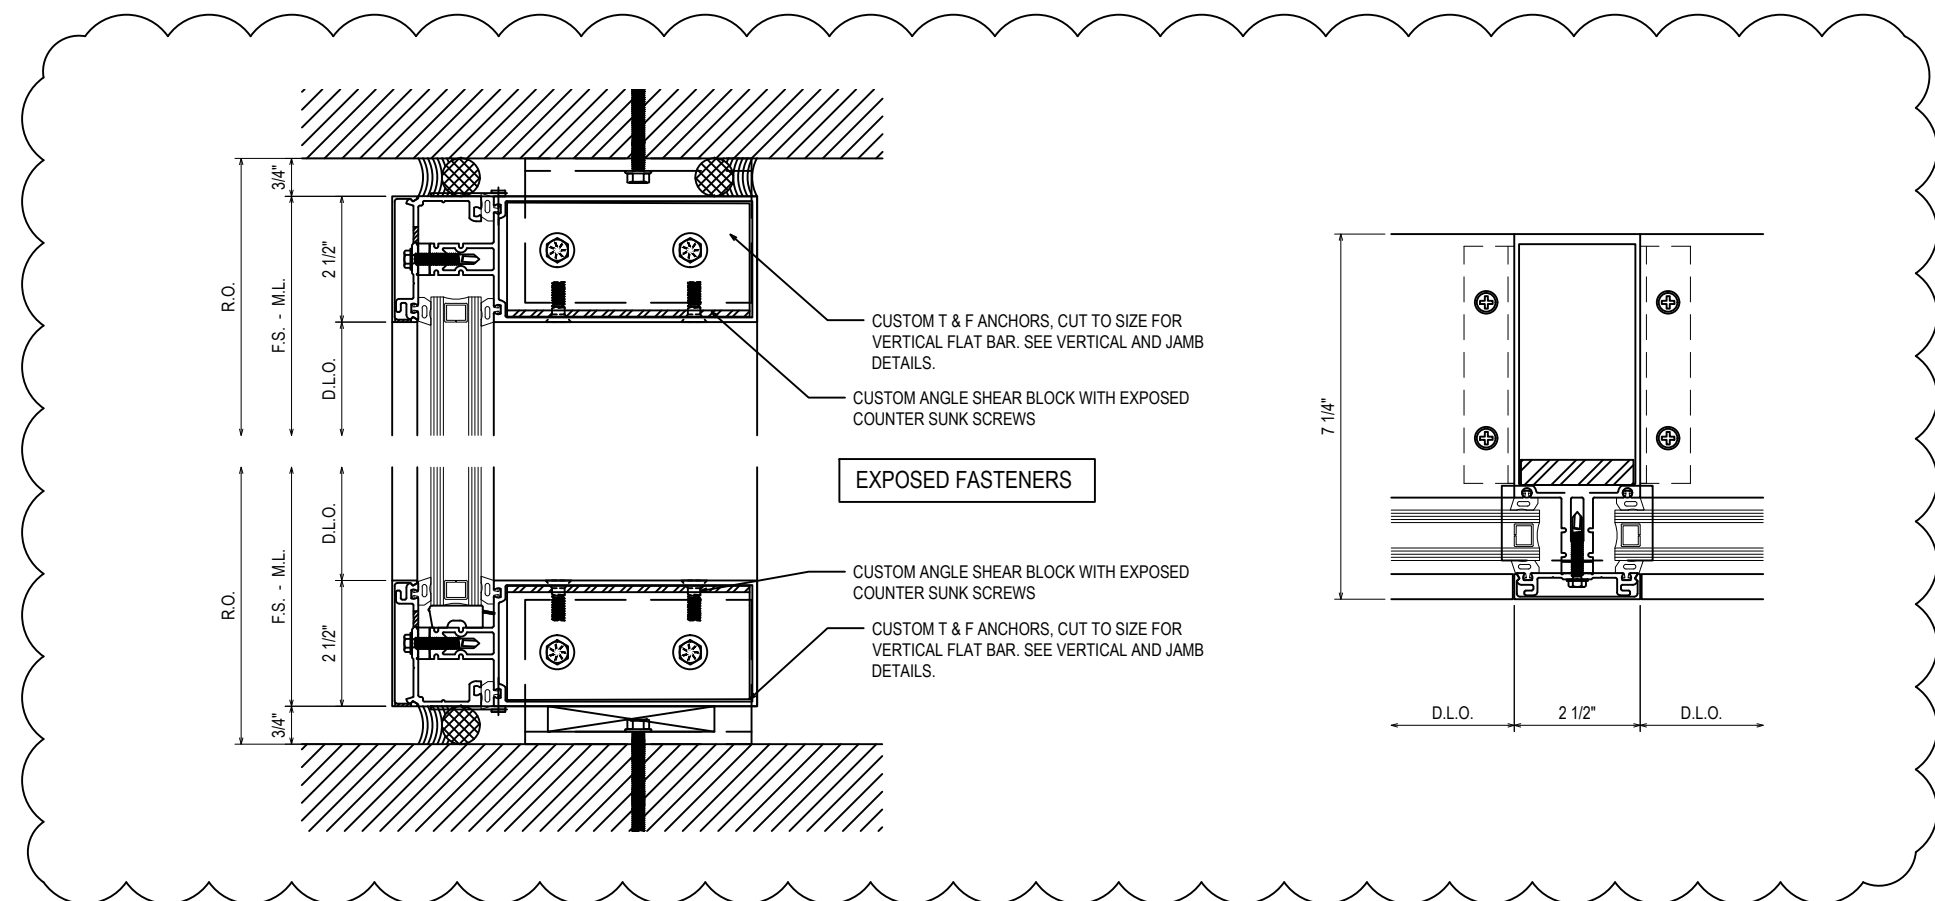 R.O.
F.S. - M.L.
3/4"
2 1/2"
D.L.O.
CUSTOM T & F ANCHORS, CUT TO SIZE FOR
VERTICAL FLAT BAR. SEE VERTICAL AND JAMB
DETAILS.
CUSTOM ANGLE SHEAR BLOCK WITH EXPOSED
COUNTER SUNK SCREWS
EXPOSED FASTENERS
R.O.
F.S. - M.L.
D.L.O.
2 1/2"
3/4"
CUSTOM ANGLE SHEAR BLOCK WITH EXPOSED
COUNTER SUNK SCREWS
CUSTOM T & F ANCHORS, CUT TO SIZE FOR
VERTICAL FLAT BAR. SEE VERTICAL AND JAMB
DETAILS.
7 1/4"
D.L.O.
2 1/2"
D.L.O.